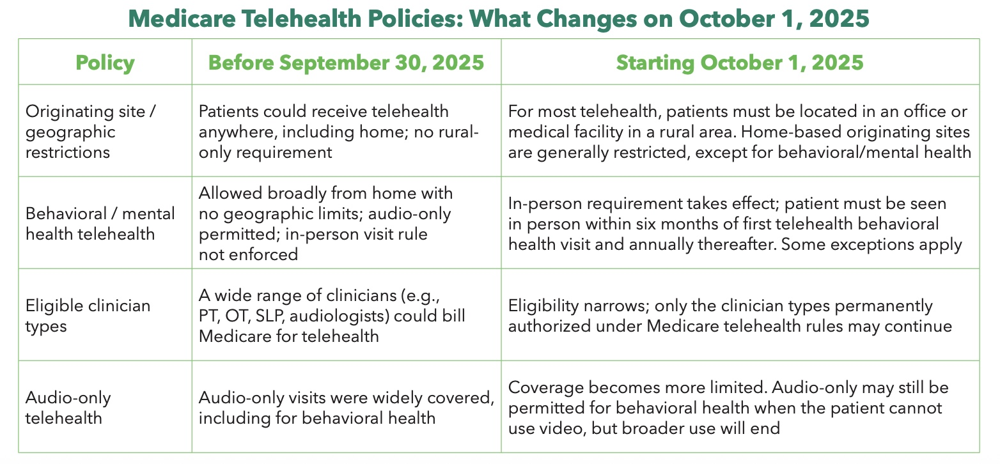 Medicare Telehealth Policies: What Changes on October 1, 2025
Policy
Before September 30, 2025
Starting October 1, 2025
Originating site /
geographic
restrictions
Patients could receive telehealth
anywhere, including home; no rural-
only requirement
For most telehealth, patients must be located in an office or
medical facility in a rural area. Home-based originating sites
are generally restricted, except for behavioral/mental health
Behavioral / mental
health telehealth
Allowed broadly from home with
no geographic limits; audio-only
permitted; in-person visit rule
not enforced
In-person requirement takes effect; patient must be seen
in person within six months of first telehealth behavioral
health visit and annually thereafter. Some exceptions apply
Eligible clinician
types
A wide range of clinicians (e.g.,
PT, OT, SLP, audiologists) could bill
Medicare for telehealth
Eligibility narrows; only the clinician types permanently
authorized under Medicare telehealth rules may continue
Audio-only
telehealth
Audio-only visits were widely covered,
including for behavioral health
Coverage becomes more limited. Audio-only may still be
permitted for behavioral health when the patient cannot
use video, but broader use will end